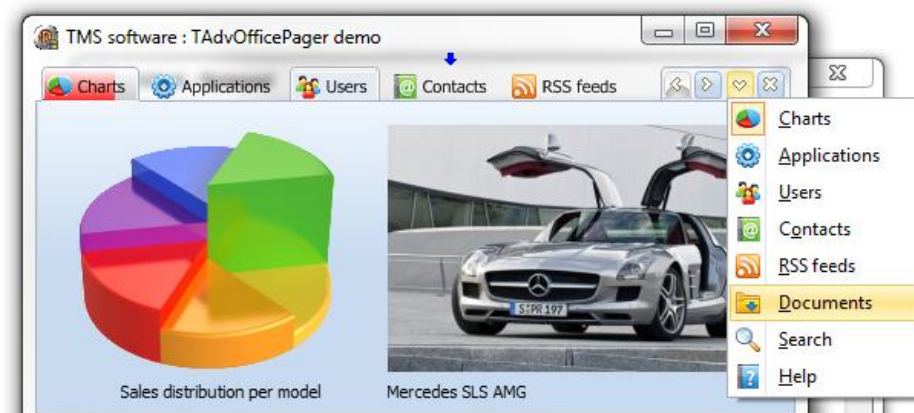 TMS software : TAdvOfficePager demo
Charts Applications Users Contacts RSS feeds
Charts
Applications
Users
Contacts
RSS feeds
Documents
Search
Help
S:PR 197
Sales distribution per model
Mercedes SLS AMG